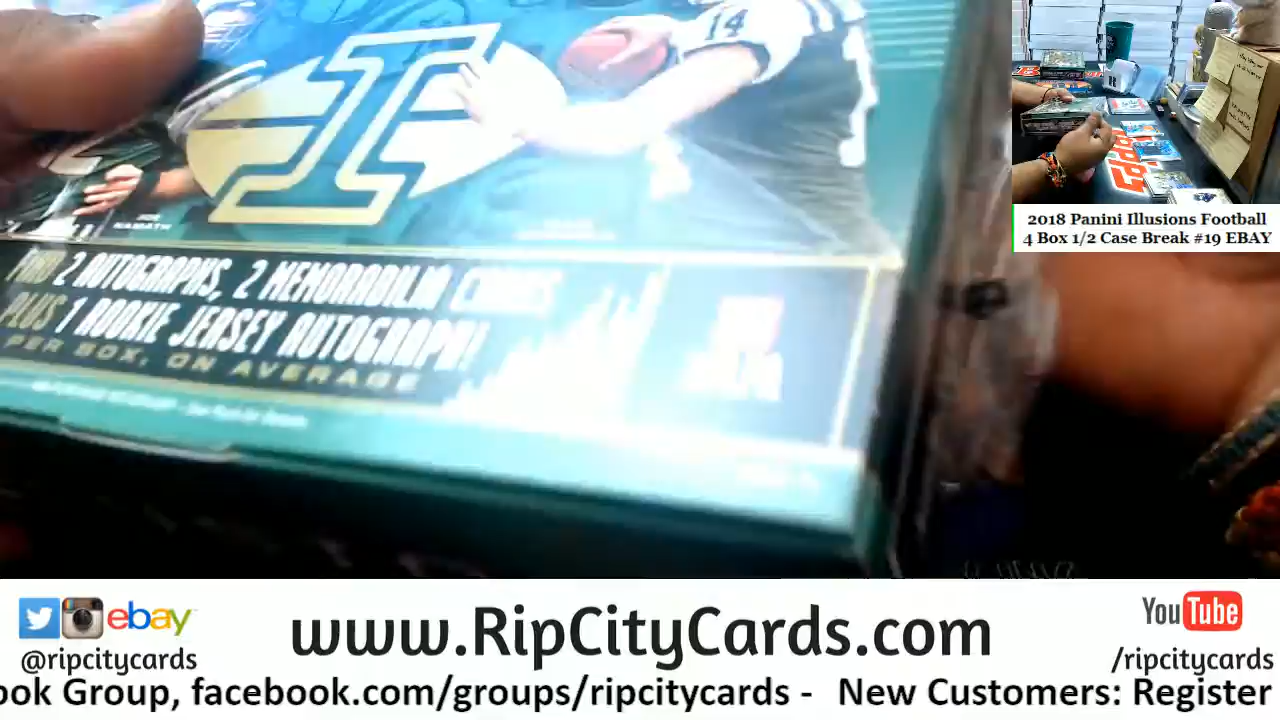 14
NAMATH
FIND 2 AUTOGRAPHS, 2 MEMORABILIA CARDS
PLUS 1 ROOKIE JERSEY AUTOGRAPH!
PER BOX, ON AVERAGE
2018 Panini Illusions Football
4 Box 1/2 Case Break #19 EBAY
ebay
www.RipCityCards.com
YouTube
@ripcitycards
/ripcitycards
ook Group, facebook.com/groups/ripcitycards - New Customers: Register